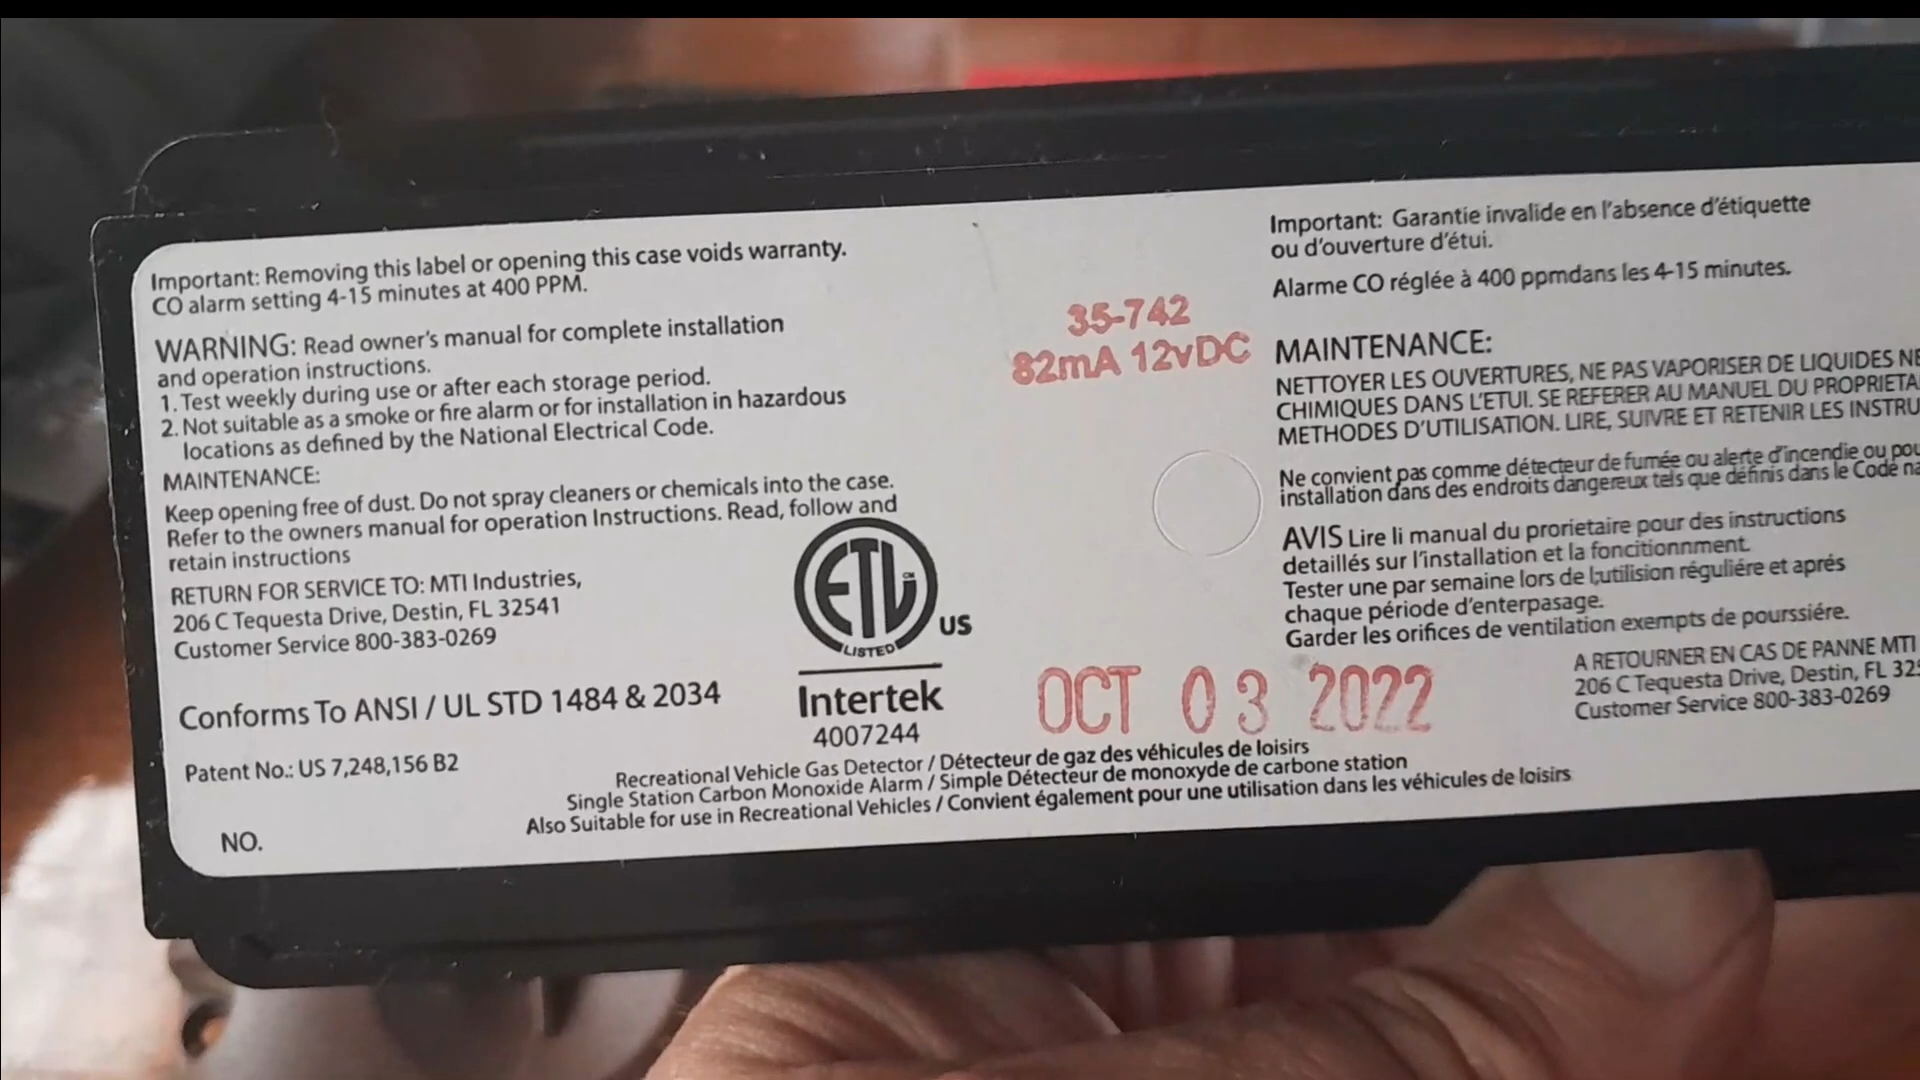 Important: Removing this label or opening this case voids warranty.
CO alarm setting 4-15 minutes at 400 PPM.
WARNING: Read owner's manual for complete installation
and operation instructions.
1. Test weekly during use or after each storage period.
2. Not suitable as a smoke or fire alarm or for installation in hazardous
locations as defined by the National Electrical Code.
MAINTENANCE:
Keep opening free of dust. Do not spray cleaners or chemicals into the case.
Refer to the owners manual for operation Instructions. Read, follow and
retain instructions
RETURN FOR SERVICE TO: MTI Industries,
206 C Tequesta Drive, Destin, FL 32541
Customer Service 800-383-0269
Conforms To ANSI / UL STD 1484 & 2034
Patent No.: US 7,248,156 B2
NO.
ETL CM
LISTED
US
Intertek
4007244
35-742
82mA 12vDC
OCT 03 2022
Recreational Vehicle Gas Detector / Détecteur de gaz des véhicules de loisirs
Single Station Carbon Monoxide Alarm / Simple Détecteur de monoxyde de carbone station
Also Suitable for use in Recreational Vehicles / Convient également pour une utilisation dans les véhicules de loisirs
Important: Garantie invalide en l'absence d'étiquette
ou d'ouverture d'étui.
Alarme CO réglée à 400 ppmdans les 4-15 minutes.
MAINTENANCE:
NETTOYER LES OUVERTURES, NE PAS VAPORISER DE LIQUIDES NE
CHIMIQUES DANS L'ETUI. SE REFERER AU MANUEL DU PROPRIETA
METHODES D'UTILISATION. LIRE, SUIVRE ET RETENIR LES INSTRU
Ne convient pas comme détecteur de fumée ou alerte d'incendie ou pou
installation dans des endroits dangereux tels que définis dans le Code na
AVIS Lire li manual du prorietaire pour des instructions
detaillés sur l'installation et la foncitionnment.
Tester une par semaine lors de l;utilision réguliére et aprés
chaque période d'enterpasage.
Garder les orifices de ventilation exempts de pourssiére.
A RETOURNER EN CAS DE PANNE MTI
206 C Tequesta Drive, Destin, FL 325
Customer Service 800-383-0269